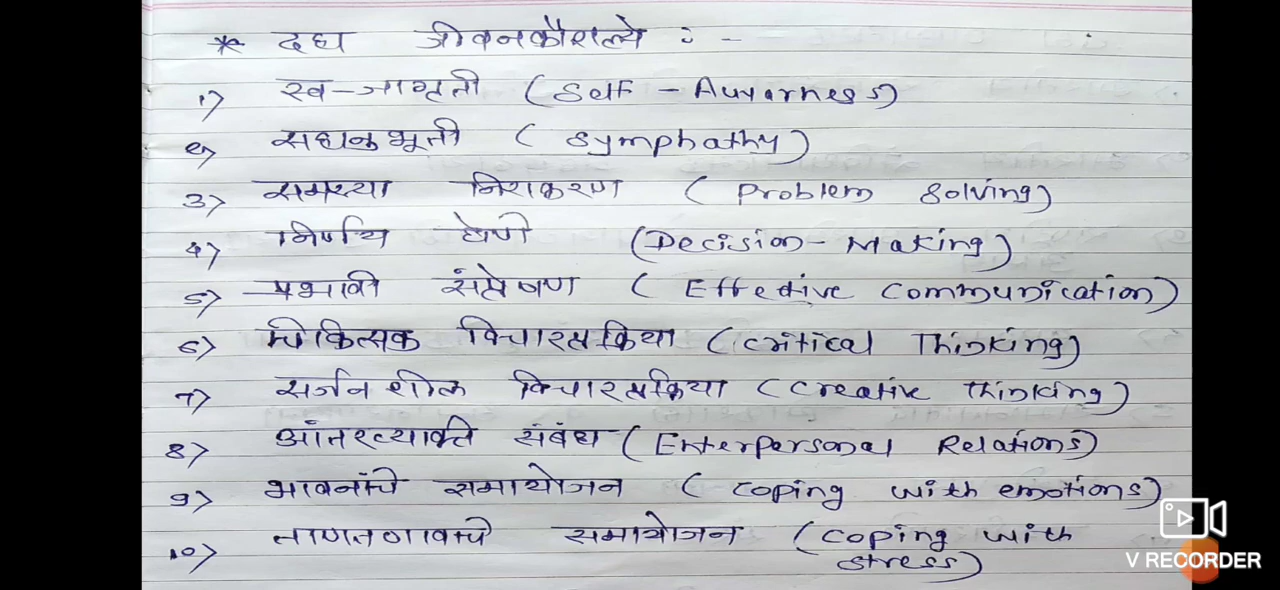 * दहा जीवनकौशल्ये : -
1) स्व-जागृती (Self - Awarness)
2) सहानुभूती (Symphathy)
3) समस्या निराकरण (Problem Solving)
4) निर्णय घेणे (Decision- Making)
5) प्रभावी संप्रेषण (Effective Communication)
6) चिकित्सक विचारप्रक्रिया (Critical Thinking)
7) सर्जनशील विचारप्रक्रिया (Creative Thinking)
8) आंतरव्यक्ति संबंध (Enterpersonal Relations)
9) भावनांचे समायोजन (Coping with emotions)
10) ताणतणावाचे समायोजन (Coping with
stress)
V RECORDER